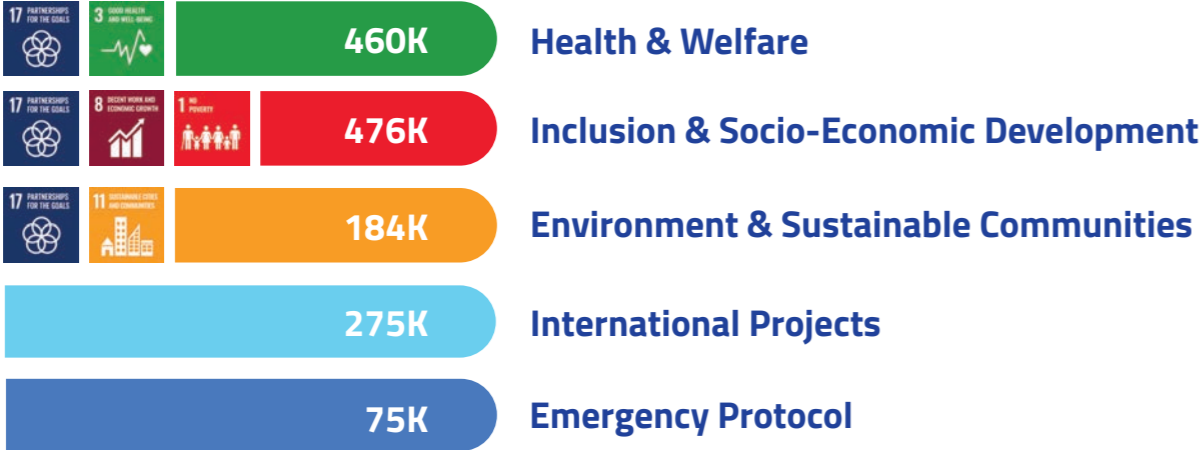 17 PARTNERSHIPS
FOR THE GOALS
3 GOOD HEALTH
AND WELL-BEING
460K
Health & Welfare
17 PARTNERSHIPS
FOR THE GOALS
8 DECENT WORK AND
ECONOMIC GROWTH
1 NO
POVERTY
476K
Inclusion & Socio-Economic Development
17 PARTNERSHIPS
FOR THE GOALS
11 SUSTAINABLE CITIES
AND COMMUNITIES
184K
Environment & Sustainable Communities
275K
International Projects
75K
Emergency Protocol